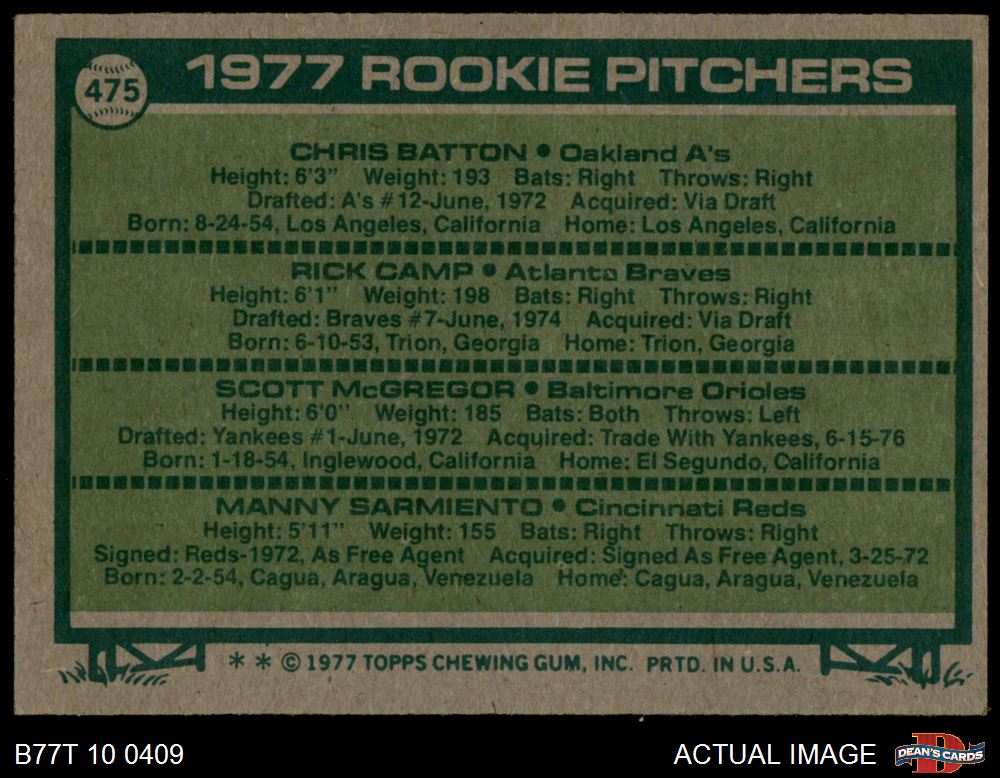 475
1977 ROOKIE PITCHERS
CHRIS BATTON • Oakland A's
Height: 6'3" Weight: 193 Bats: Right Throws: Right
Drafted: A's #12-June, 1972 Acquired: Via Draft
Born: 8-24-54, Los Angeles, California Home: Los Angeles, California
RICK CAMP • Atlanta Braves
Height: 6'1" Weight: 198 Bats: Right Throws: Right
Drafted: Braves #7-June, 1974 Acquired: Via Draft
Born: 6-10-53, Trion, Georgia Home: Trion, Georgia
SCOTT McGREGOR • Baltimore Orioles
Height: 6'0" Weight: 185 Bats: Both Throws: Left
Drafted: Yankees #1-June, 1972 Acquired: Trade With Yankees, 6-15-76
Born: 1-18-54, Inglewood, California Home: El Segundo, California
MANNY SARMIENTO • Cincinnati Reds
Height: 5'11" Weight: 155 Bats: Right Throws: Right
Signed: Reds-1972, As Free Agent Acquired: Signed As Free Agent, 3-25-72
Born: 2-2-54, Cagua, Aragua, Venezuela Home: Cagua, Aragua, Venezuela
* * © 1977 TOPPS CHEWING GUM, INC. PRTD. IN U.S.A.
B77T 10 0409
ACTUAL IMAGE
D
DEAN'S CARDS